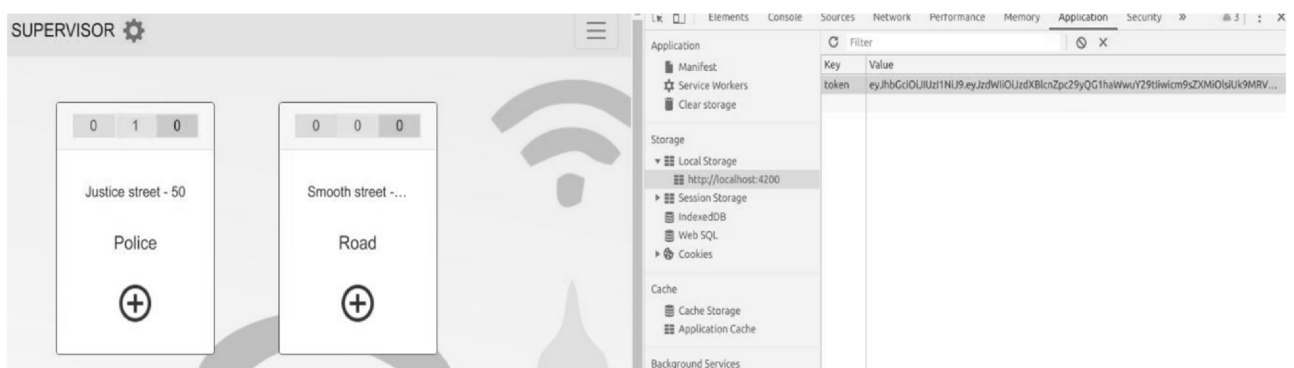 SUPERVISOR
0 1 0
Justice street - 50
Police
0 0 0
Smooth street -...
Road
Elements Console Sources Network Performance Memory Application Security » 3
Application
Manifest
Service Workers
Clear storage
Storage
Local Storage
http://localhost:4200
Session Storage
IndexedDB
Web SQL
Cookies
Cache
Cache Storage
Application Cache
Background Services
Filter
Key Value
token